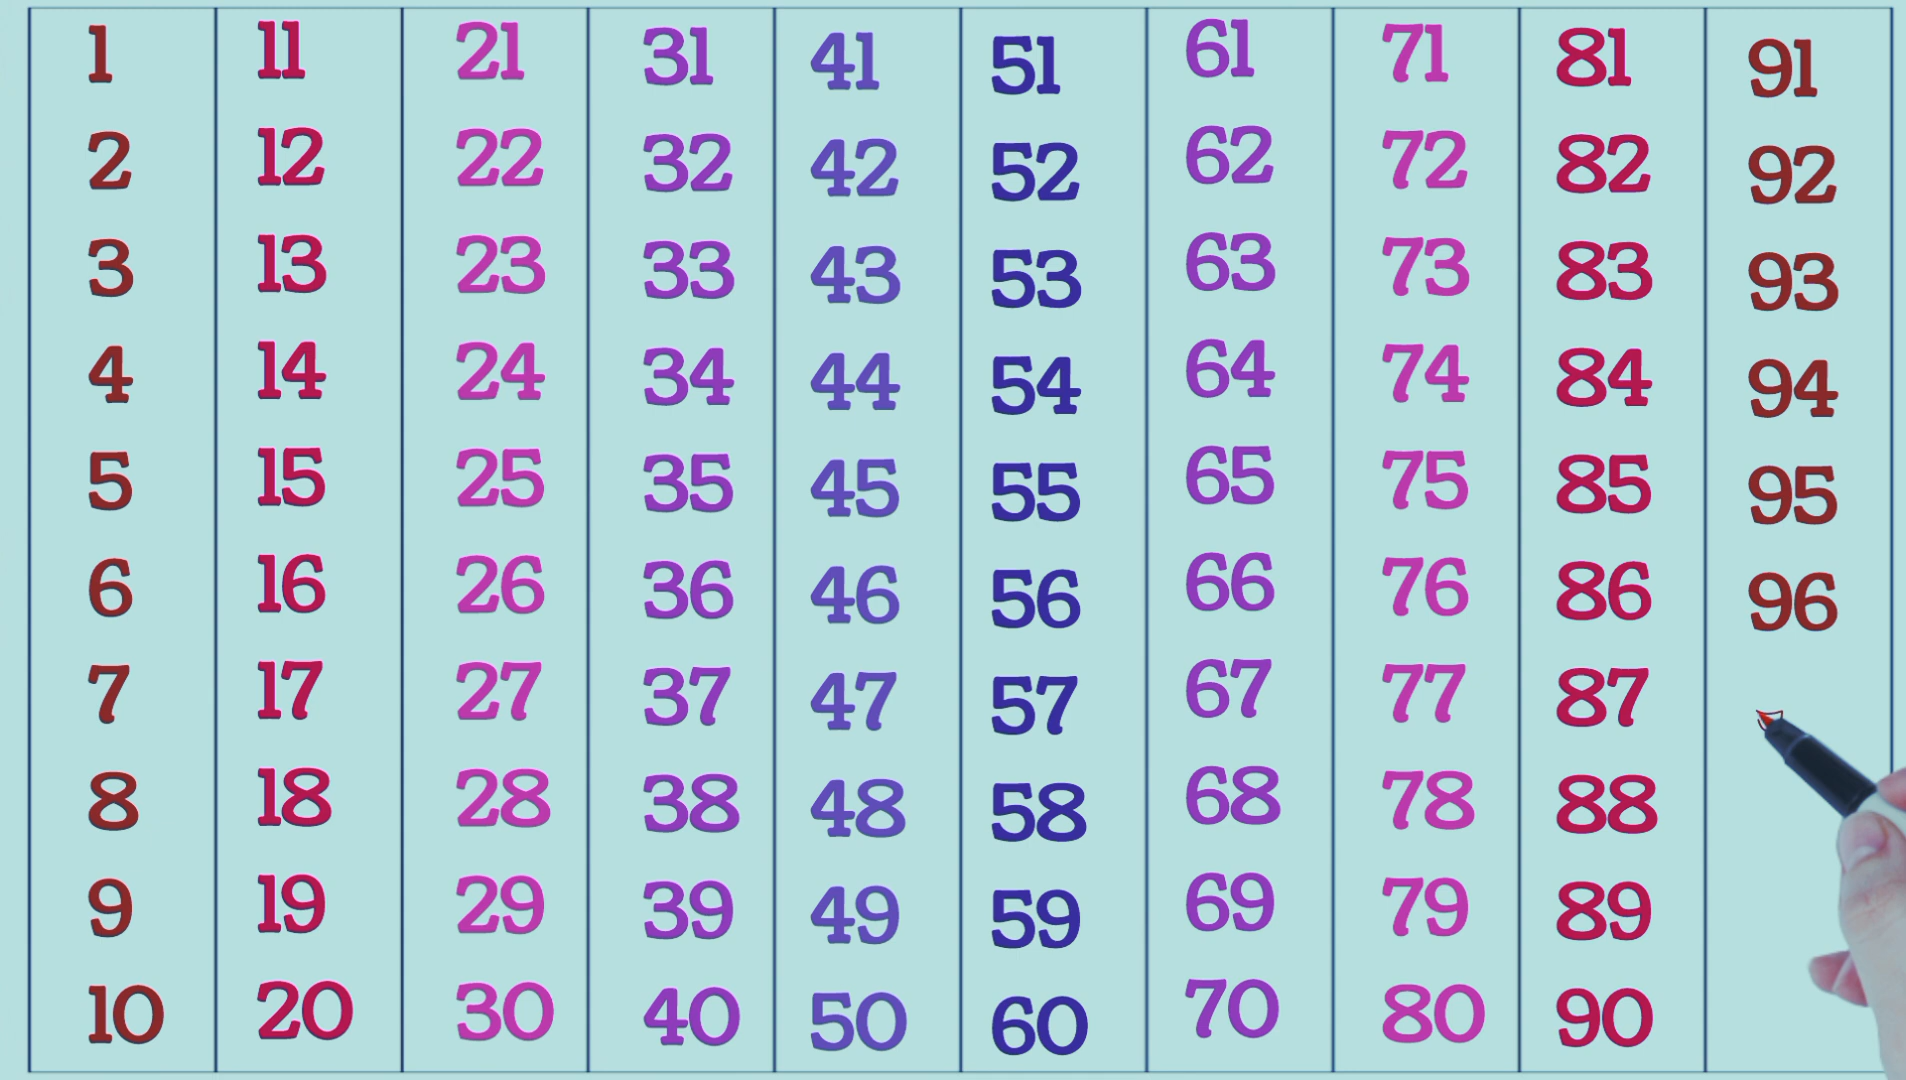 1 11 21 31 41 51 61 71 81 91
2 12 22 32 42 52 62 72 82 92
3 13 23 33 43 53 63 73 83 93
4 14 24 34 44 54 64 74 84 94
5 15 25 35 45 55 65 75 85 95
6 16 26 36 46 56 66 76 86 96
7 17 27 37 47 57 67 77 87
8 18 28 38 48 58 68 78 88
9 19 29 39 49 59 69 79 89
10 20 30 40 50 60 70 80 90